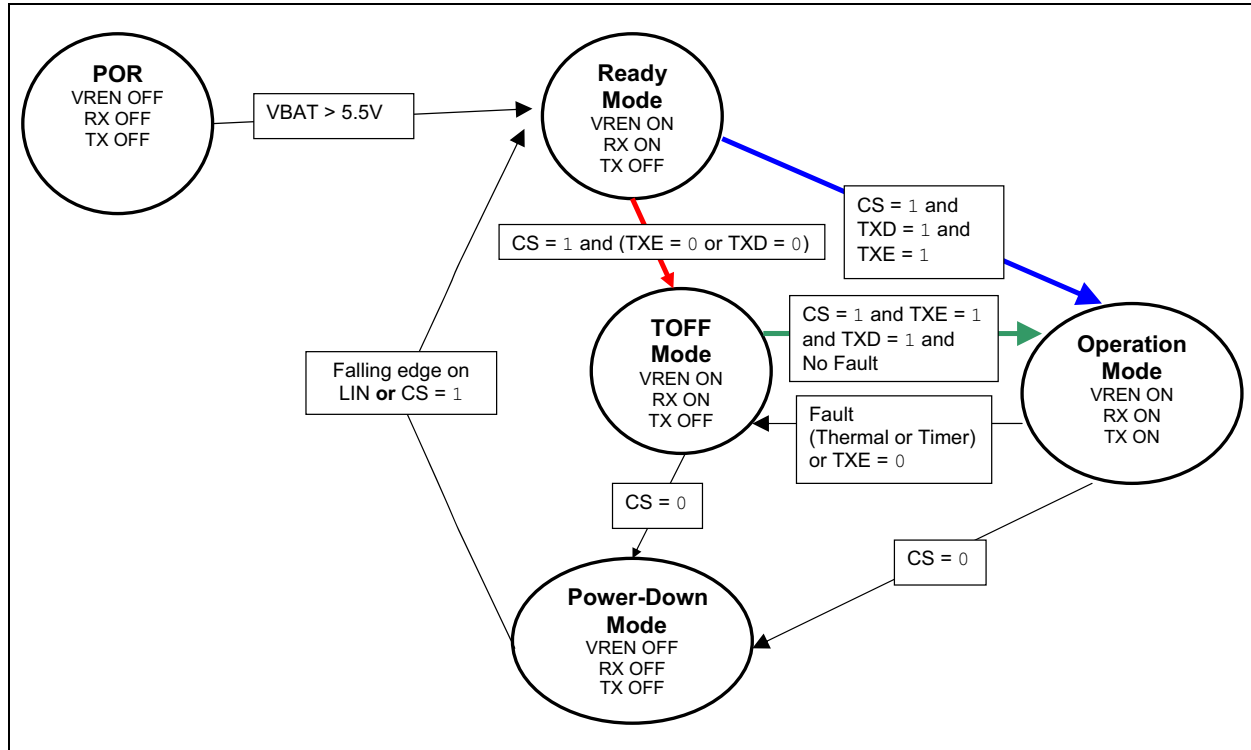 POR
VREN OFF
RX OFF
TX OFF
VBAT > 5.5V
Ready
Mode
VREN ON
RX ON
TX OFF
CS = 1 and
TXD = 1 and
TXE = 1
CS = 1 and (TXE = 0 or TXD = 0)
TOFF
Mode
VREN ON
RX ON
TX OFF
CS = 1 and TXE = 1
and TXD = 1 and
No Fault
Operation
Mode
VREN ON
RX ON
TX ON
Falling edge on
LIN or CS = 1
Fault
(Thermal or Timer)
or TXE = 0
CS = 0
CS = 0
Power-Down
Mode
VREN OFF
RX OFF
TX OFF